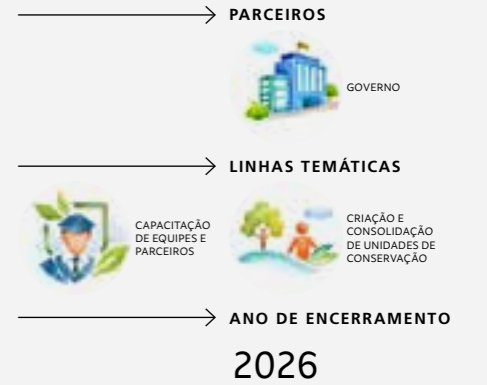 PARCEIROS
GOVERNO
LINHAS TEMÁTICAS
CAPACITAÇÃO
DE EQUIPES E
PARCEIROS
CRIAÇÃO E
CONSOLIDAÇÃO
DE UNIDADES DE
CONSERVAÇÃO
ANO DE ENCERRAMENTO
2026